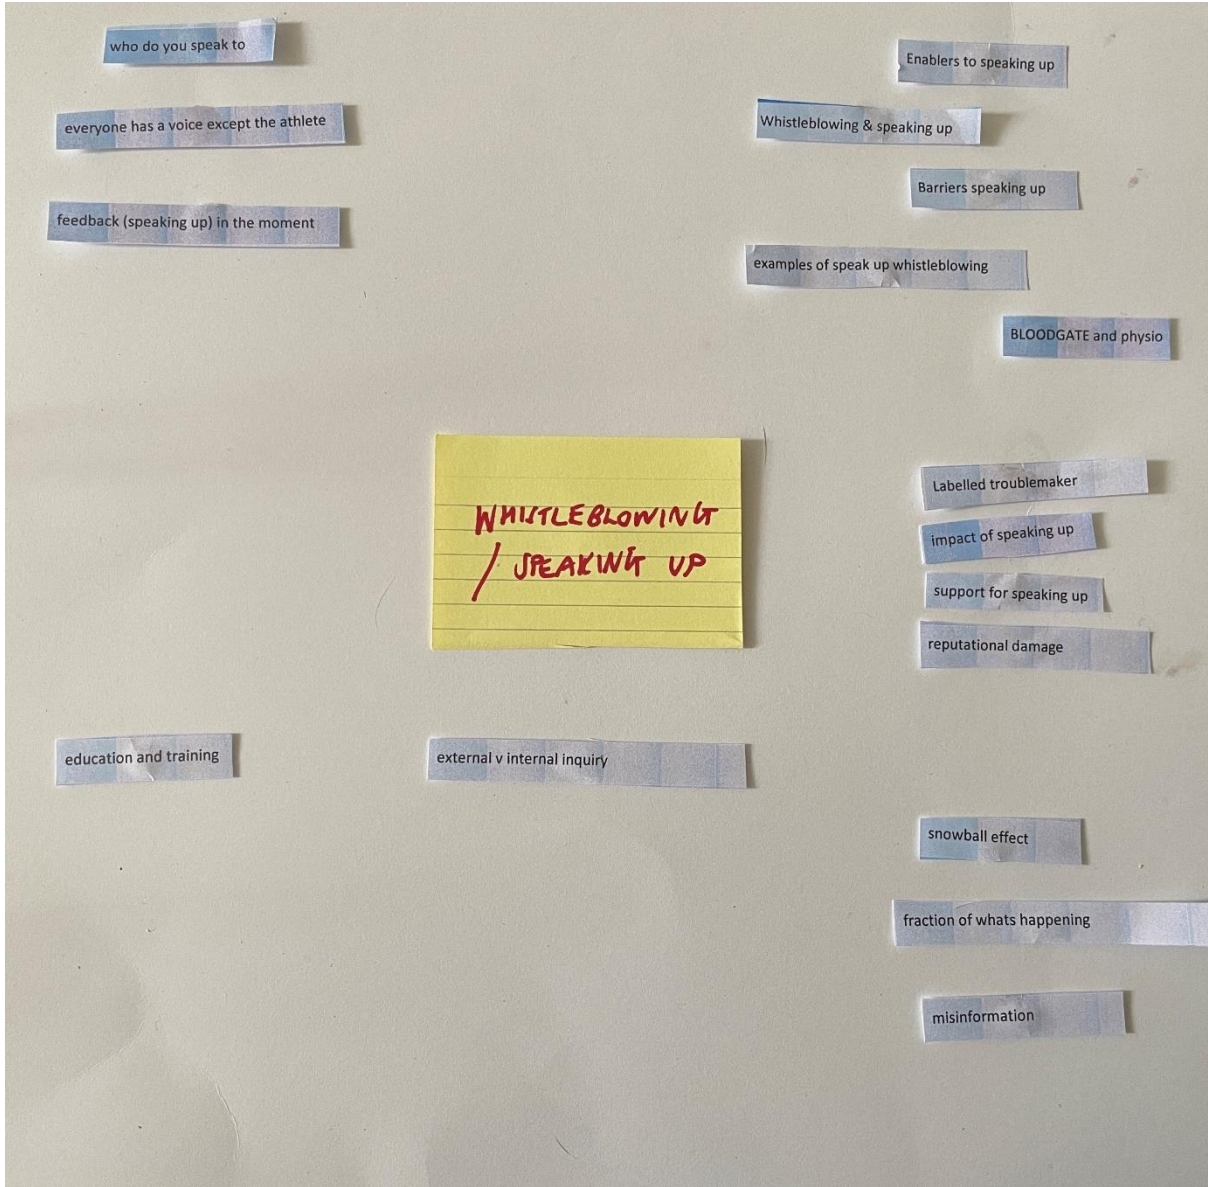 who do you speak to
everyone has a voice except the athlete
feedback (speaking up) in the moment
Enablers to speaking up
Whistleblowing & speaking up
Barriers speaking up
examples of speak up whistleblowing
BLOODGATE and physio
WHISTLEBLOWING
/ SPEAKING UP
Labelled troublemaker
impact of speaking up
support for speaking up
reputational damage
education and training
external v internal inquiry
snowball effect
fraction of whats happening
misinformation